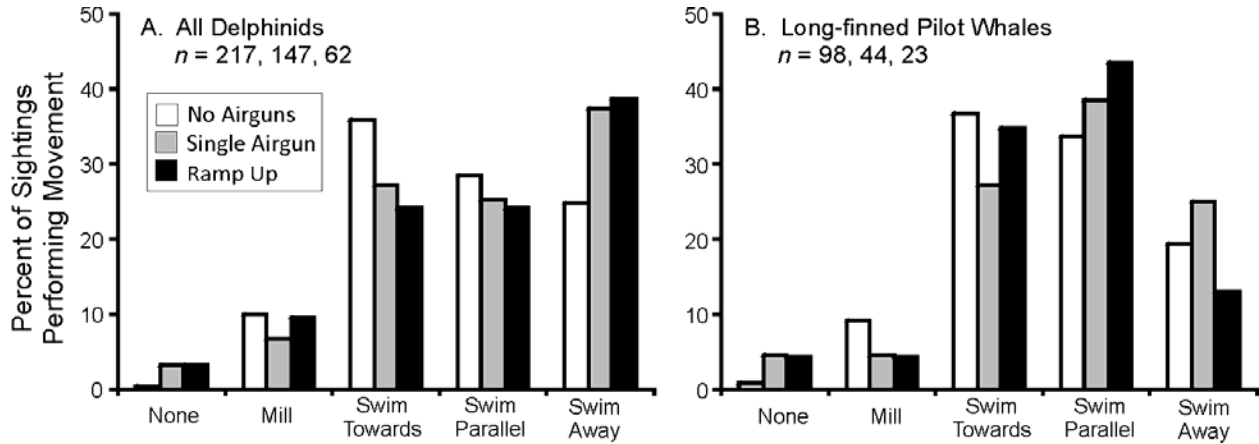 A. All Delphinids
n = 217, 147, 62
No Airguns
Single Airgun
Ramp Up
Percent of Sightings
Performing Movement
50
40
30
20
10
0
None
Mill
Swim
Towards
Swim
Parallel
Swim
Away
B. Long-finned Pilot Whales
n = 98, 44, 23
50
40
30
20
10
0
None
Mill
Swim
Towards
Swim
Parallel
Swim
Away